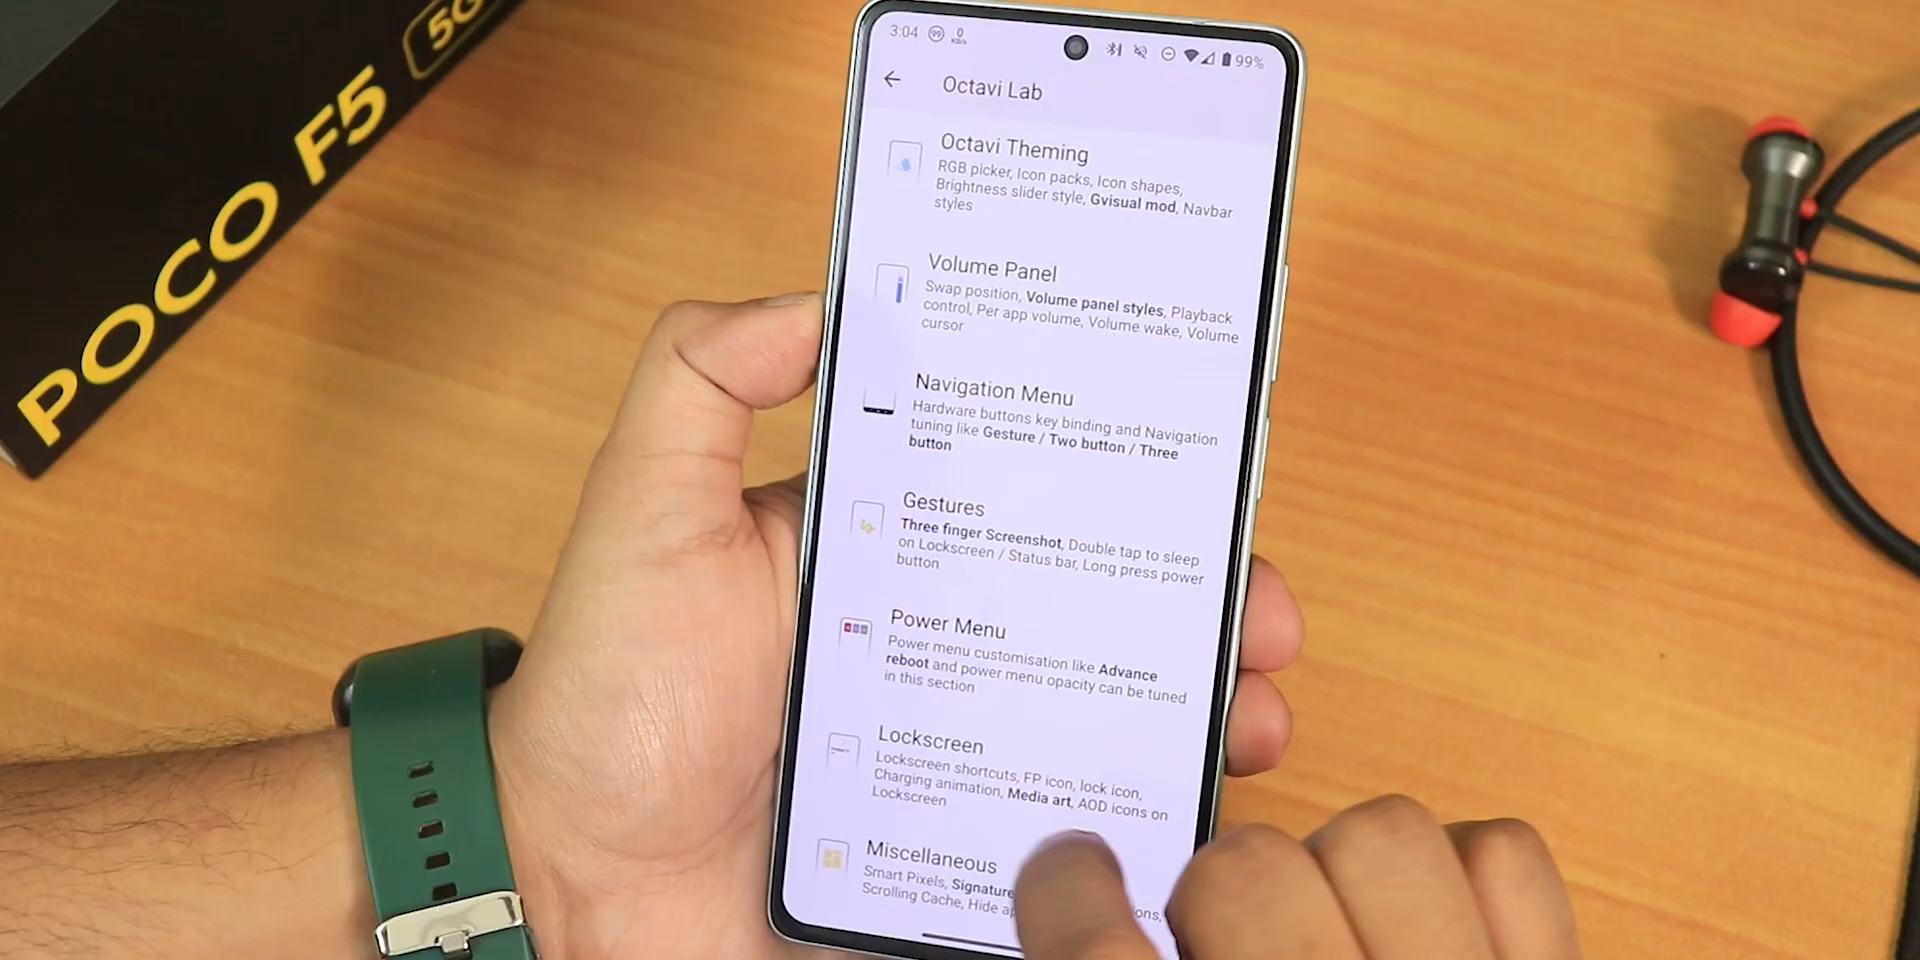 POCO F5 5G
3:04 99 0 KB/s 99%
Octavi Lab
Octavi Theming
RGB picker, Icon packs, Icon shapes,
Brightness slider style, Gvisual mod, Navbar
styles
Volume Panel
Swap position, Volume panel styles, Playback
control, Per app volume, Volume wake, Volume
cursor
Navigation Menu
Hardware buttons key binding and Navigation
tuning like Gesture / Two button / Three
button
Gestures
Three finger Screenshot, Double tap to sleep
on Lockscreen / Status bar, Long press power
button
Power Menu
Power menu customisation like Advance
reboot and power menu opacity can be tuned
in this section
Lockscreen
Lockscreen shortcuts, FP icon, lock icon,
Charging animation, Media art, AOD icons on
Lockscreen
Miscellaneous
Smart Pixels, Signature
Scrolling Cache, Hide